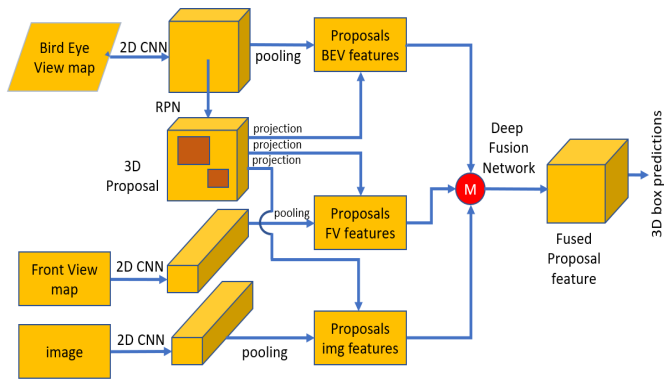 Bird Eye
View map
2D CNN
pooling
Proposals
BEV features
RPN
3D
Proposal
projection
projection
projection
Deep
Fusion
Network
M
3D box predictions
pooling
Proposals
FV features
Fused
Proposal
feature
Front View
map
2D CNN
image
2D CNN
pooling
Proposals
img features